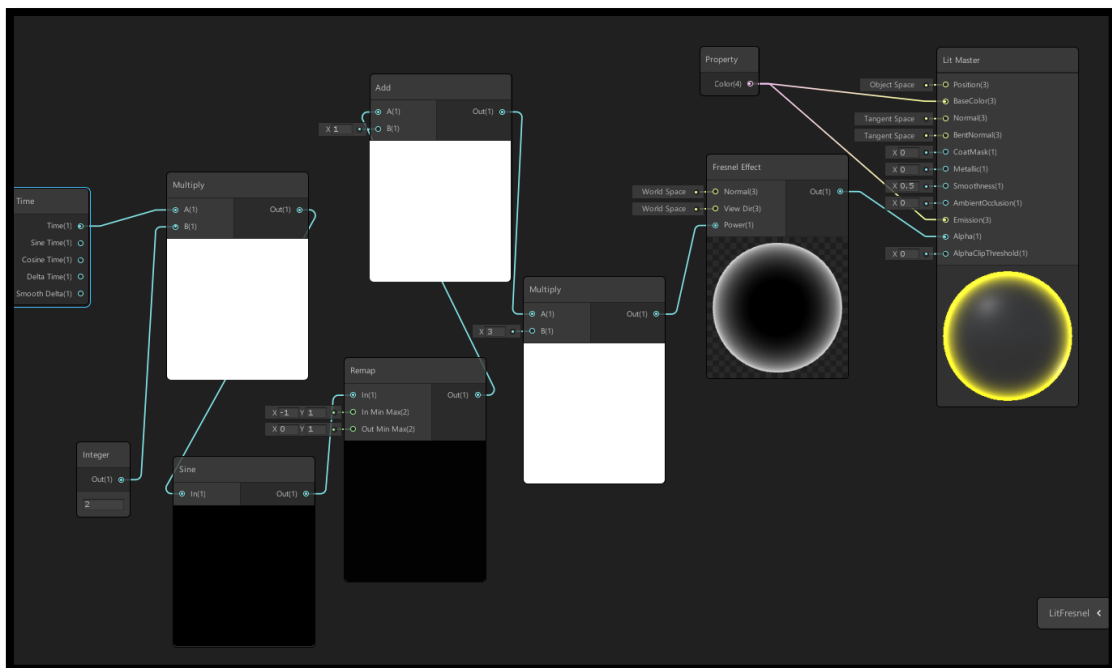 Time
Time(1)
Sine Time(1)
Cosine Time(1)
Delta Time(1)
Smooth Delta(1)
Integer
Out(1)
2
Multiply
A(1) Out(1)
B(1)
Sine
In(1) Out(1)
Add
A(1) Out(1)
X 1 B(1)
Remap
In(1) Out(1)
X -1 Y 1 In Min Max(2)
X 0 Y 1 Out Min Max(2)
Multiply
A(1) Out(1)
X 3 B(1)
Property
Color(4)
Fresnel Effect
World Space Normal(3) Out(1)
World Space View Dir(3)
Power(1)
Lit Master
Object Space Position(3)
BaseColor(3)
Tangent Space Normal(3)
Tangent Space BentNormal(3)
X 0 CoatMask(1)
X 0 Metallic(1)
X 0.5 Smoothness(1)
X 0 AmbientOcclusion(1)
Emission(3)
Alpha(1)
X 0 AlphaClipThreshold(1)
LitFresnel <